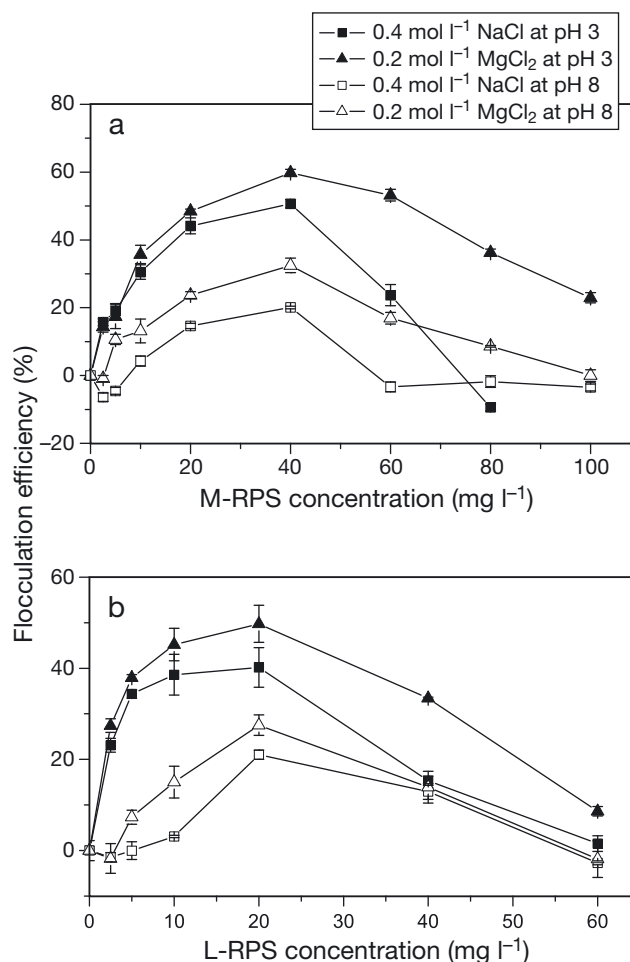 0.4 mol l⁻¹ NaCl at pH 3
0.2 mol l⁻¹ MgCl₂ at pH 3
0.4 mol l⁻¹ NaCl at pH 8
0.2 mol l⁻¹ MgCl₂ at pH 8
a
80
60
40
20
0
–20
0 20 40 60 80 100
M-RPS concentration (mg l⁻¹)
Flocculation efficiency (%)
b
60
40
20
0
0 10 20 30 40 50 60
L-RPS concentration (mg l⁻¹)